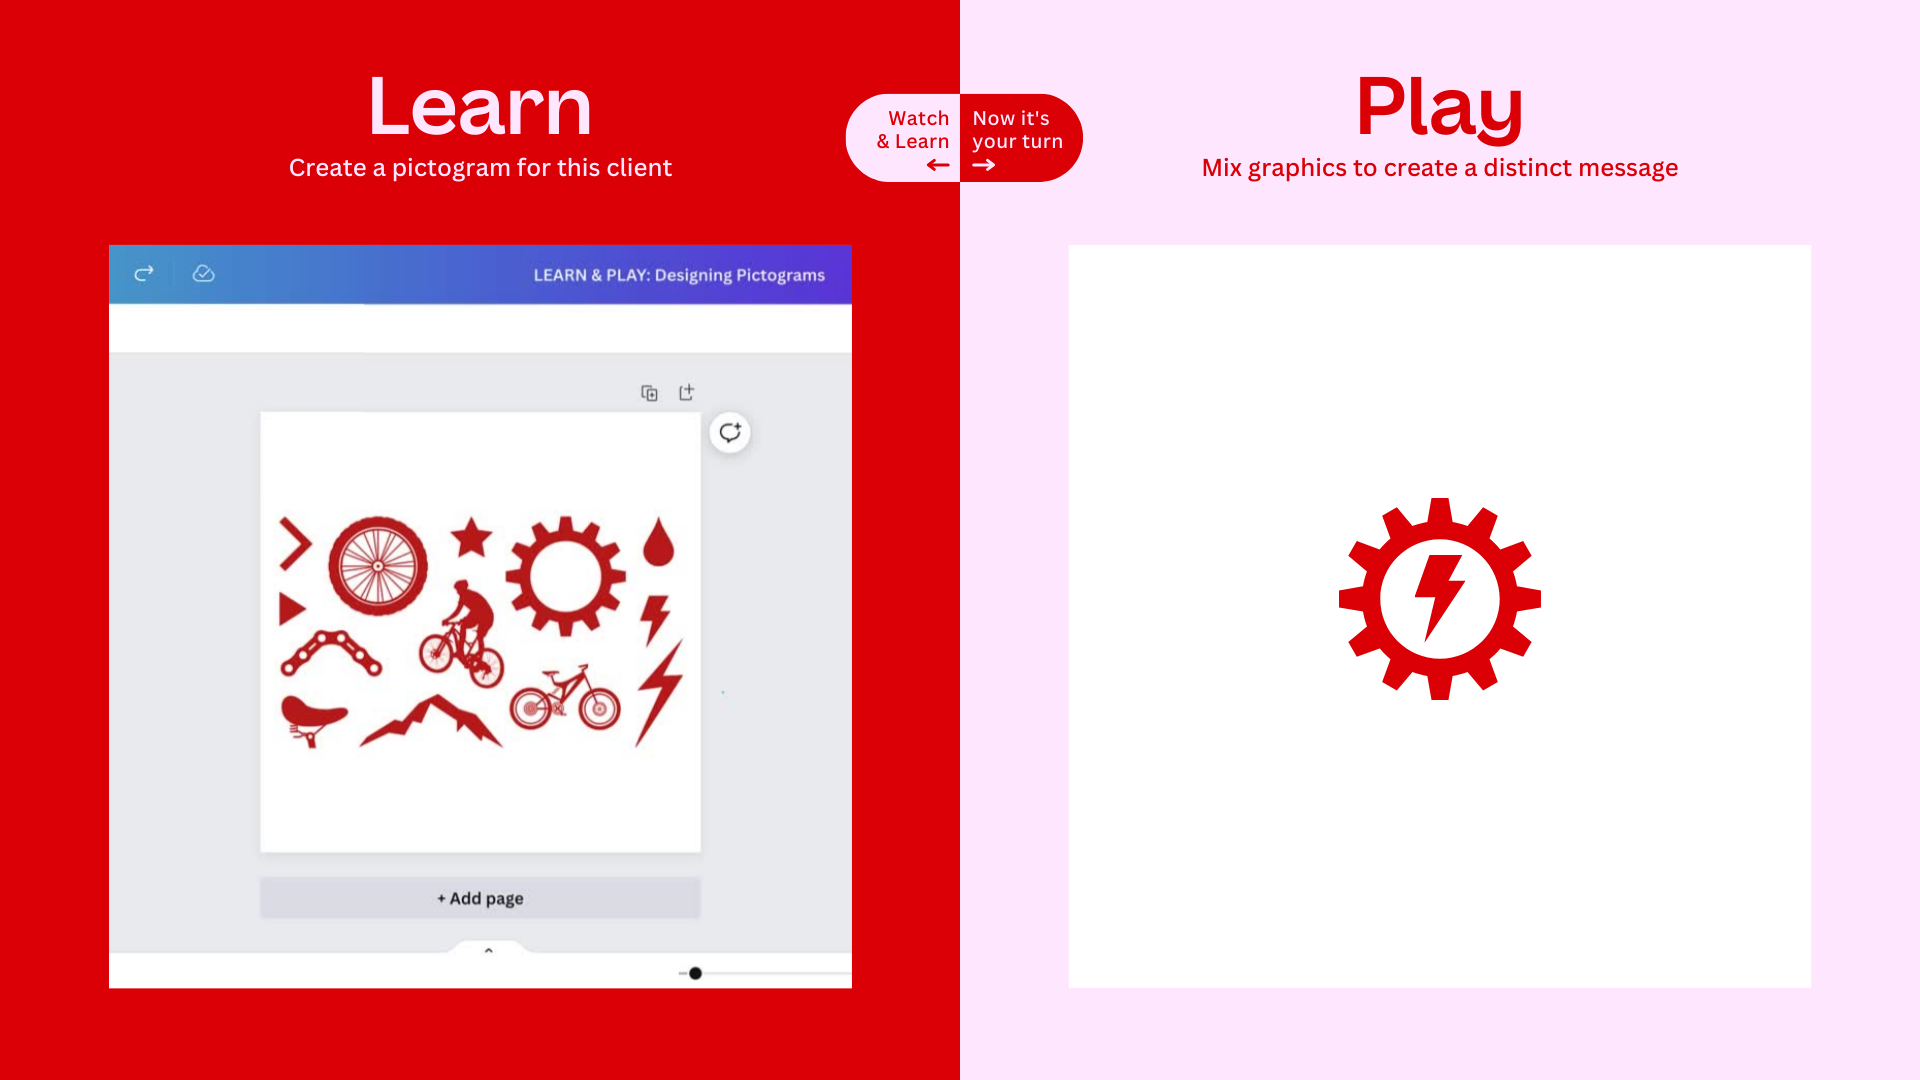 Learn
Create a pictogram for this client
Watch
& Learn
Now it's
your turn
Play
Mix graphics to create a distinct message
LEARN & PLAY: Designing Pictograms
+ Add page